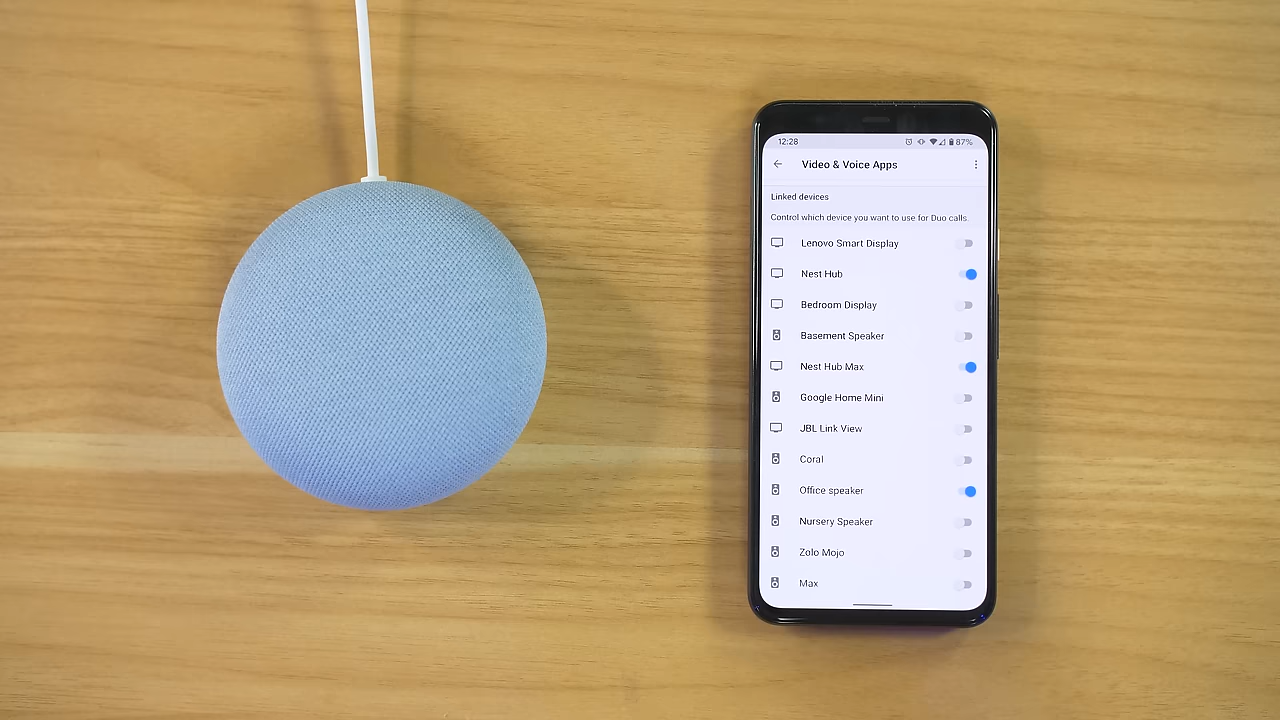 12:28 87%
Video & Voice Apps
Linked devices
Control which device you want to use for Duo calls.
Lenovo Smart Display
Nest Hub
Bedroom Display
Basement Speaker
Nest Hub Max
Google Home Mini
JBL Link View
Coral
Office speaker
Nursery Speaker
Zolo Mojo
Max